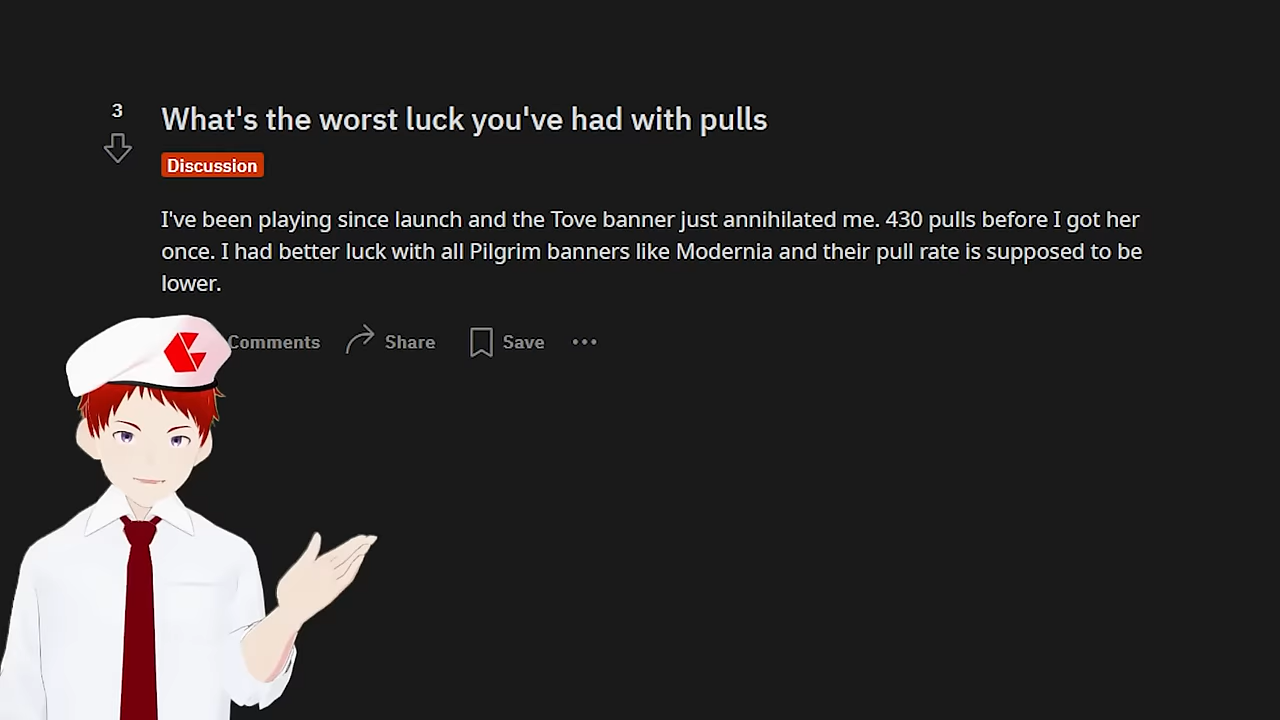 3
What's the worst luck you've had with pulls
Discussion
I've been playing since launch and the Tove banner just annihilated me. 430 pulls before I got her
once. I had better luck with all Pilgrim banners like Modernia and their pull rate is supposed to be
lower.
Comments Share Save